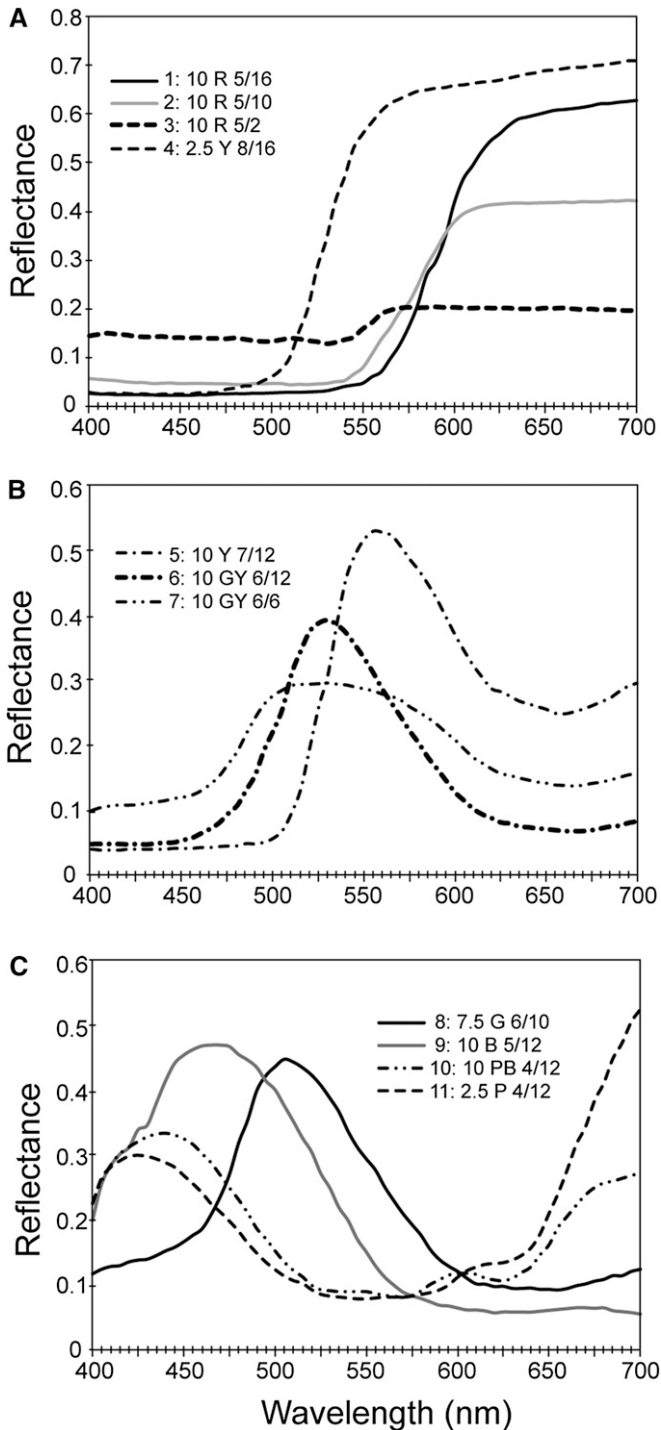 A
0.8
0.7
0.6
0.5
0.4
0.3
0.2
0.1
0
Reflectance
1: 10 R 5/16
2: 10 R 5/10
3: 10 R 5/2
4: 2.5 Y 8/16
400 450 500 550 600 650 700
B
0.6
0.5
0.4
0.3
0.2
0.1
0
Reflectance
5: 10 Y 7/12
6: 10 GY 6/12
7: 10 GY 6/6
400 450 500 550 600 650 700
C
0.6
0.5
0.4
0.3
0.2
0.1
0
Reflectance
8: 7.5 G 6/10
9: 10 B 5/12
10: 10 PB 4/12
11: 2.5 P 4/12
400 450 500 550 600 650 700
Wavelength (nm)